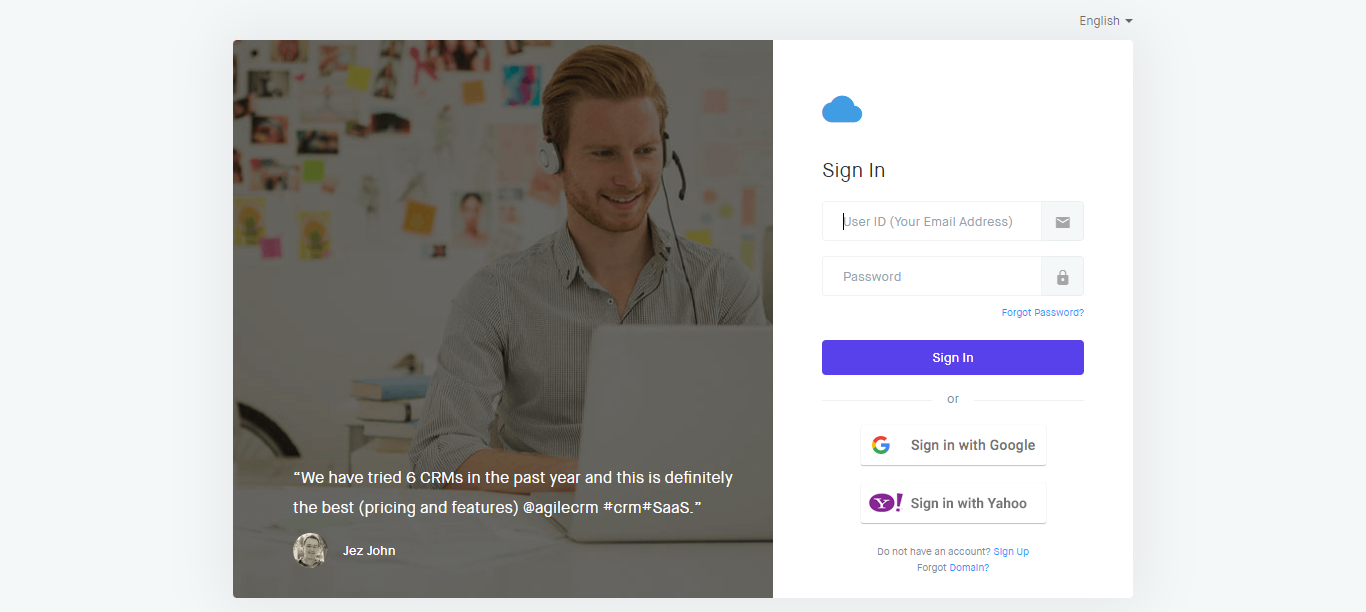 English
“We have tried 6 CRMs in the past year and this is definitely
the best (pricing and features) @agilecrm #crm#SaaS.”
Jez John
Sign In
User ID (Your Email Address)
Password
Forgot Password?
Sign In
or
Sign in with Google
Sign in with Yahoo
Do not have an account? Sign Up
Forgot Domain?